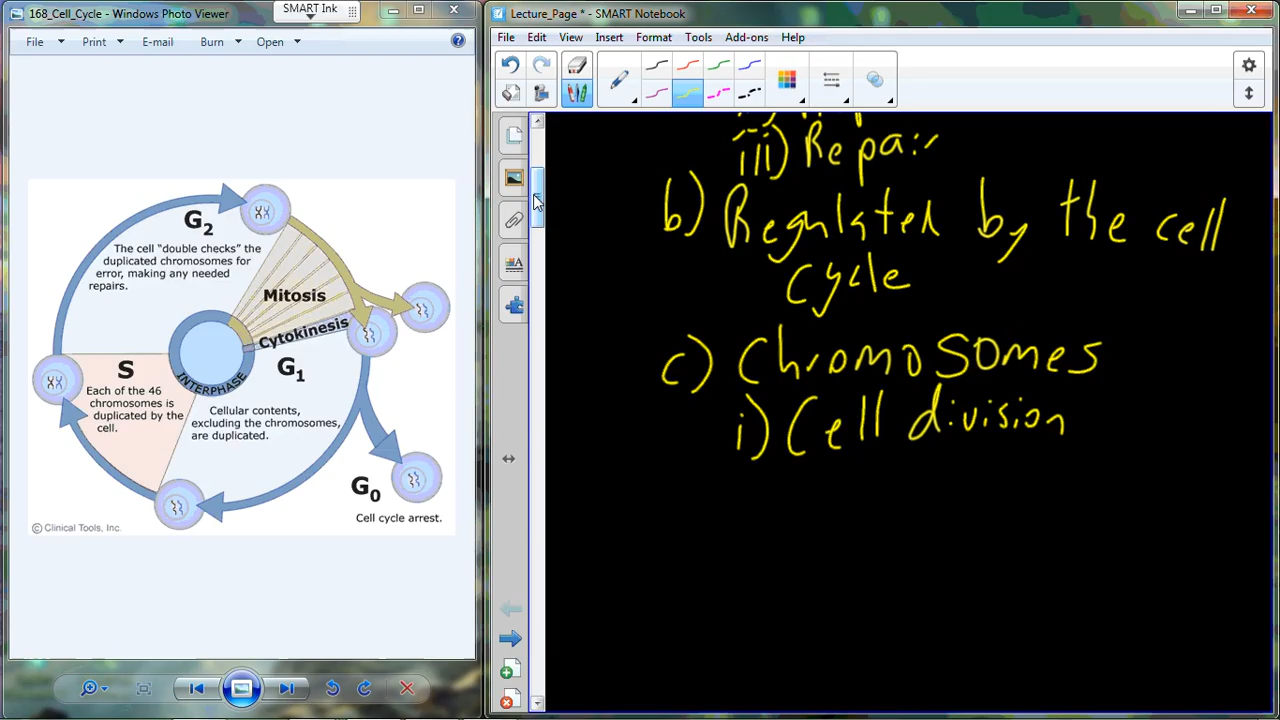 168_Cell_Cycle - Windows Photo Viewer
SMART Ink
File
Print
E-mail
Burn
Open
G2
The cell “double checks” the
duplicated chromosomes for
error, making any needed
repairs.
Mitosis
Cytokinesis
S
Each of the 46
chromosomes is
duplicated by the
cell.
INTERPHASE
G1
Cellular contents,
excluding the chromosomes,
are duplicated.
G0
Cell cycle arrest.
© Clinical Tools, Inc.
Lecture_Page * - SMART Notebook
File Edit View Insert Format Tools Add-ons Help
iii) Repair
b) Regulated by the cell
cycle
c) Chromosomes
i) Cell division